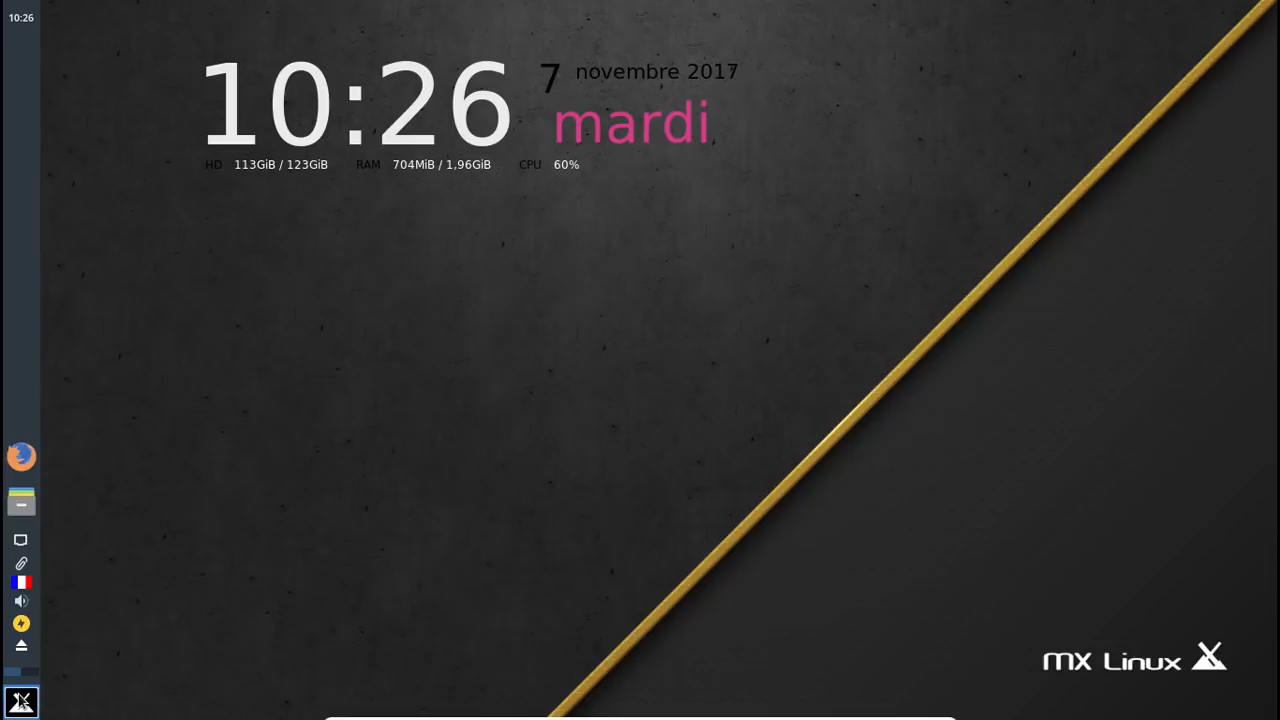 10:26
10:26
7 novembre 2017
mardi
HD 113GiB / 123GiB RAM 704MiB / 1,96GiB CPU 60%
MX Linux